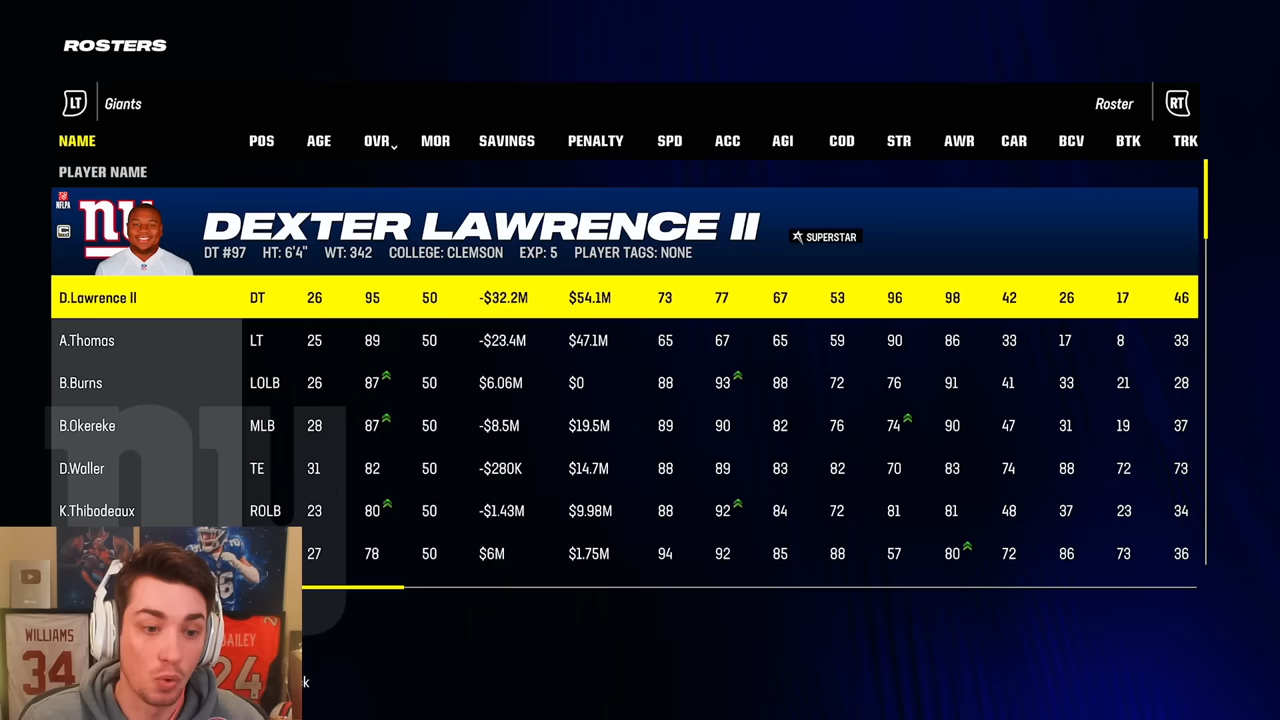 ROSTERS
LT Giants Roster RT
NAME POS AGE OVR MOR SAVINGS PENALTY SPD ACC AGI COD STR AWR CAR BCV BTK TRK
PLAYER NAME
NFLPA
ny
C
DEXTER LAWRENCE II SUPERSTAR
DT #97 HT: 6'4" WT: 342 COLLEGE: CLEMSON EXP: 5 PLAYER TAGS: NONE
D.Lawrence II DT 26 95 50 -$32.2M $54.1M 73 77 67 53 96 98 42 26 17 46
A.Thomas LT 25 89 50 -$23.4M $47.1M 65 67 65 59 90 86 33 17 8 33
B.Burns LOLB 26 87 50 $6.06M $0 88 93 88 72 76 91 41 33 21 28
B.Okereke MLB 28 87 50 -$8.5M $19.5M 89 90 82 76 74 90 47 31 19 37
D.Waller TE 31 82 50 -$280K $14.7M 88 89 83 82 70 83 74 88 72 73
K.Thibodeaux ROLB 23 80 50 -$1.43M $9.98M 88 92 84 72 81 81 48 37 23 34
27 78 50 $6M $1.75M 94 92 85 88 57 80 72 86 73 36
WILLIAMS
34
DAILEY
24